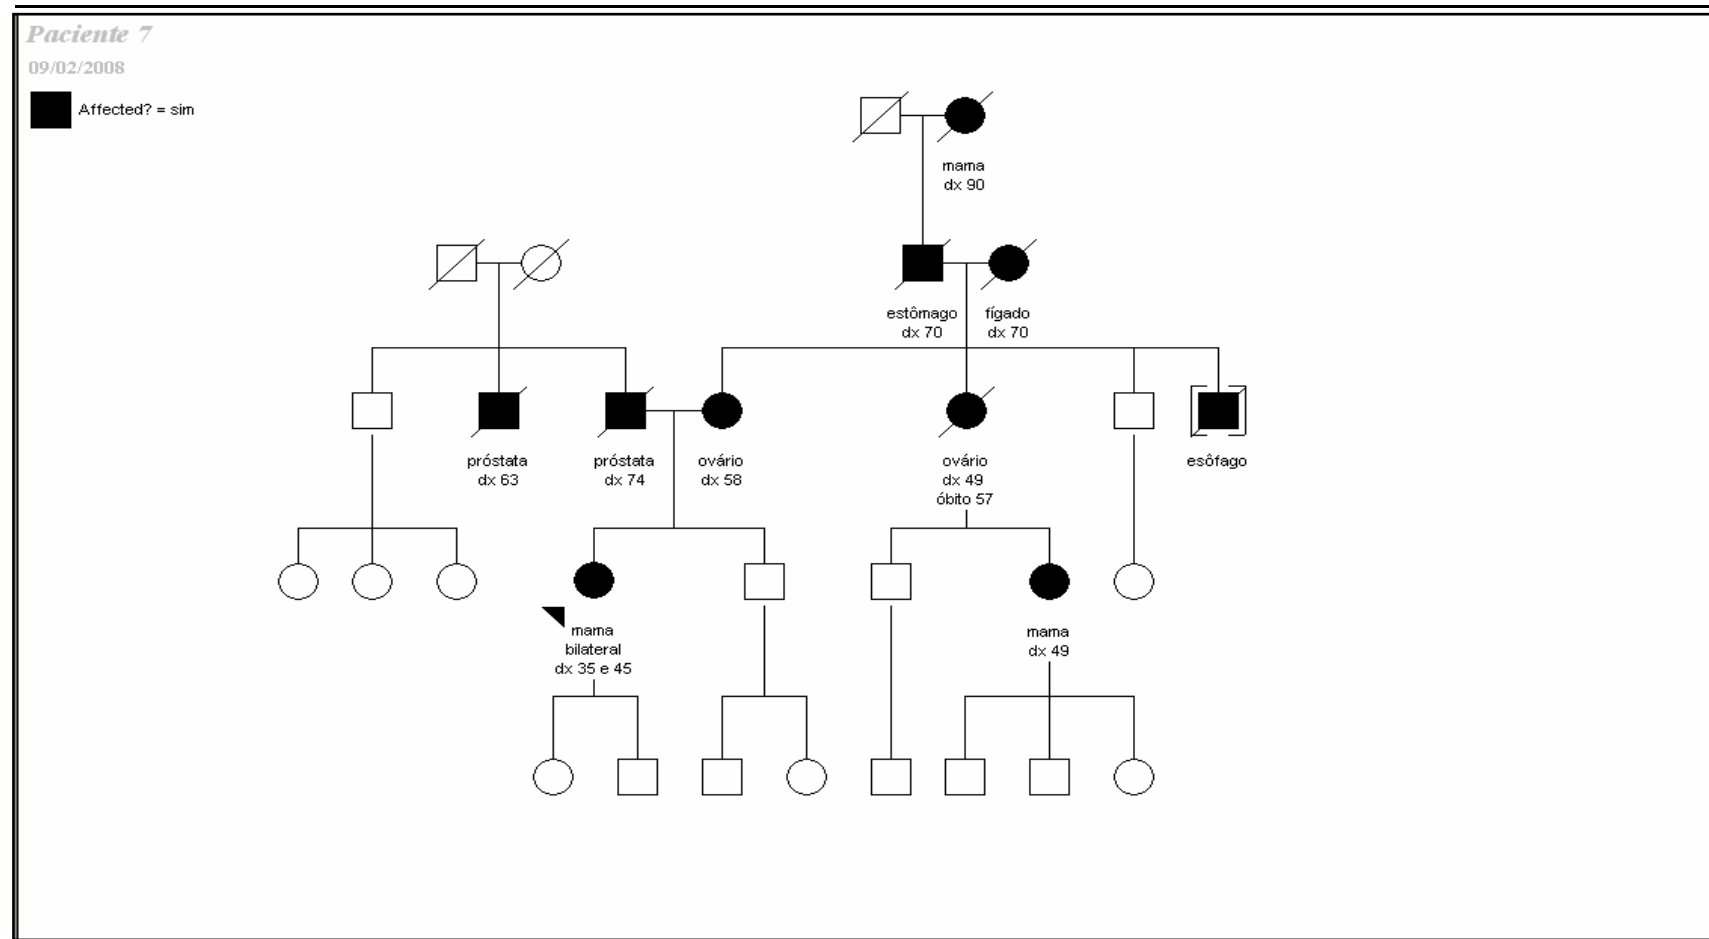 Paciente 7
09/02/2008
Affected? = sim
mama
dx 90
estômago
dx 70
fígado
dx 70
próstata
dx 63
próstata
dx 74
ovário
dx 58
ovário
dx 49
óbito 57
esôfago
mama
bilateral
dx 35 e 45
mama
dx 49